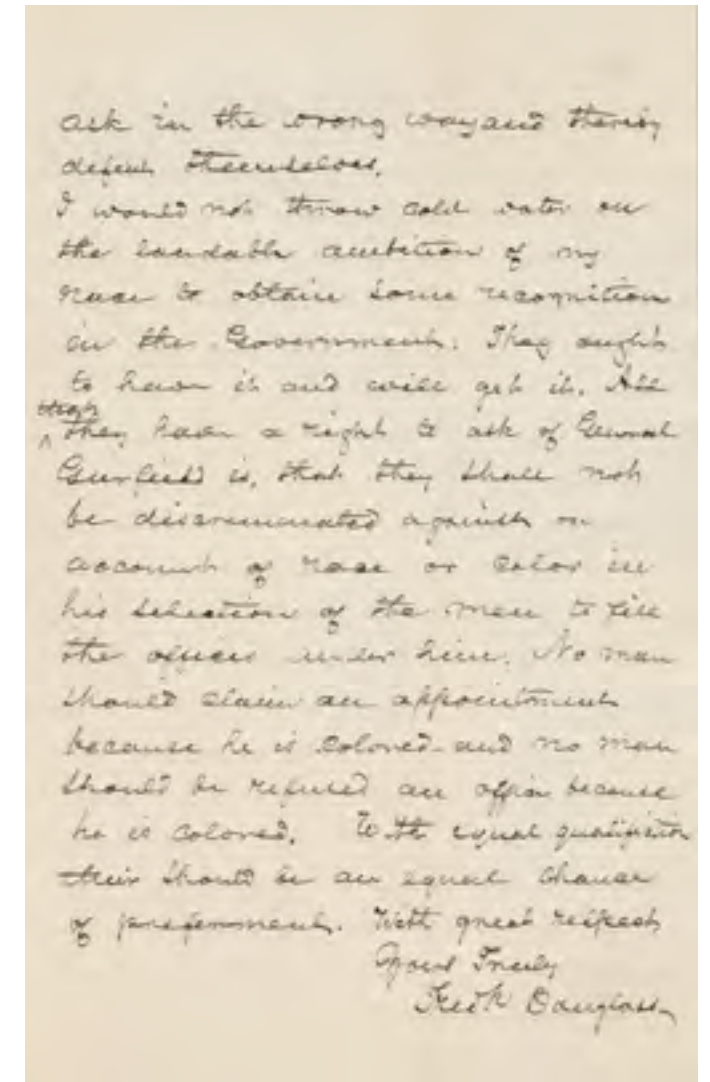 ask in the wrong way and thereby
defeat themselves.
I would not throw cold water on
the laudable ambition of my
race to obtain some recognition
in the Government. They ought
to have it and will get it. All
that
they have a right to ask of General
Garfield is, that they shall not
be discriminated against on
account of race or color in
his selection of the men to fill
the offices under him. No man
should claim an appointment
because he is colored and no man
should be refused an office because
he is colored. With equal qualification
their should be an equal chance
of preferment. With great respect
Yours Truly
Fredk Douglass